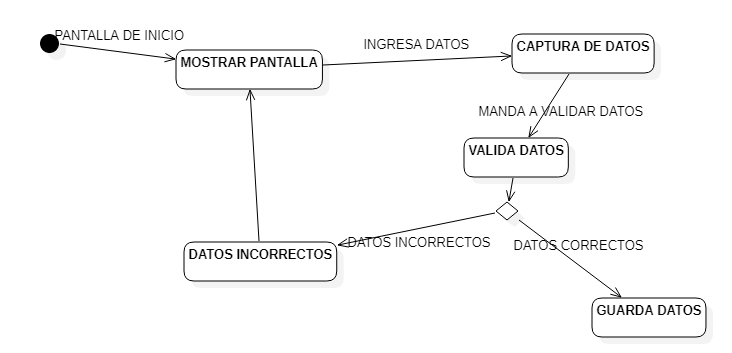 PANTALLA DE INICIO
MOSTRAR PANTALLA
INGRESA DATOS
CAPTURA DE DATOS
MANDA A VALIDAR DATOS
VALIDA DATOS
DATOS INCORRECTOS
DATOS CORRECTOS
DATOS INCORRECTOS
GUARDA DATOS